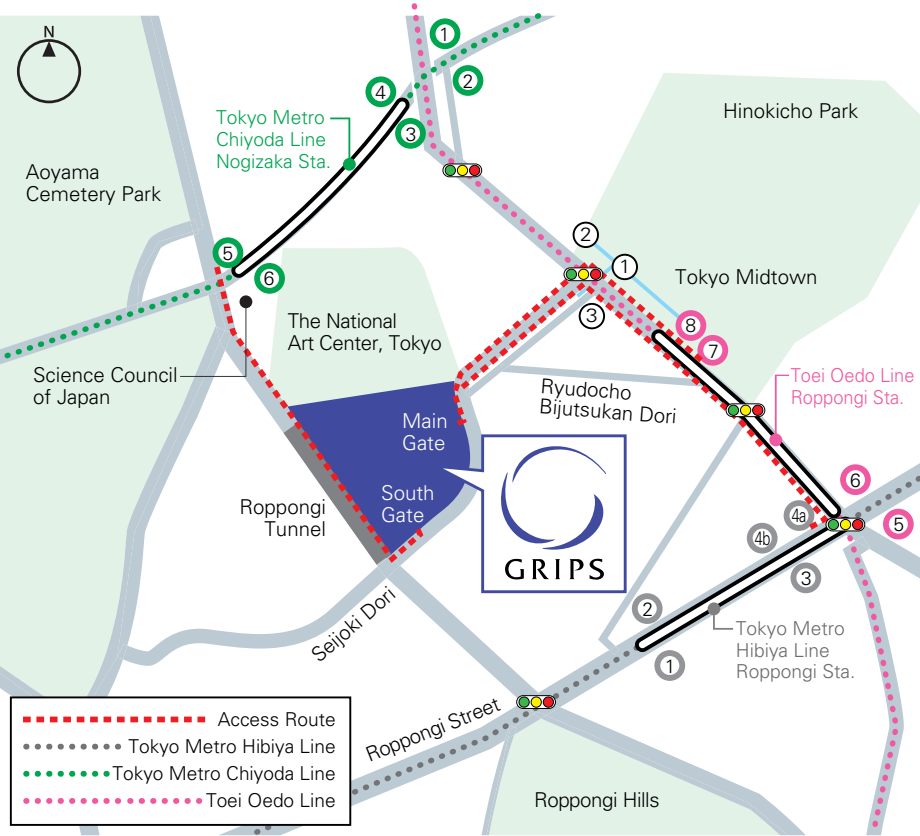 N
①
②
④
Tokyo Metro
Chiyoda Line
Nogizaka Sta.
③
Hinokicho Park
Aoyama
Cemetery Park
⑤
⑥
②
①
③
Tokyo Midtown
The National
Art Center, Tokyo
⑧
⑦
Science Council
of Japan
Ryudocho
Bijutsukan Dori
Toei Oedo Line
Roppongi Sta.
Main
Gate
South
Gate
Roppongi
Tunnel
GRIPS
⑥
4a
⑤
4b
③
②
①
Tokyo Metro
Hibiya Line
Roppongi Sta.
Seijoki Dori
Roppongi Street
Access Route
Tokyo Metro Hibiya Line
Tokyo Metro Chiyoda Line
Toei Oedo Line
Roppongi Hills